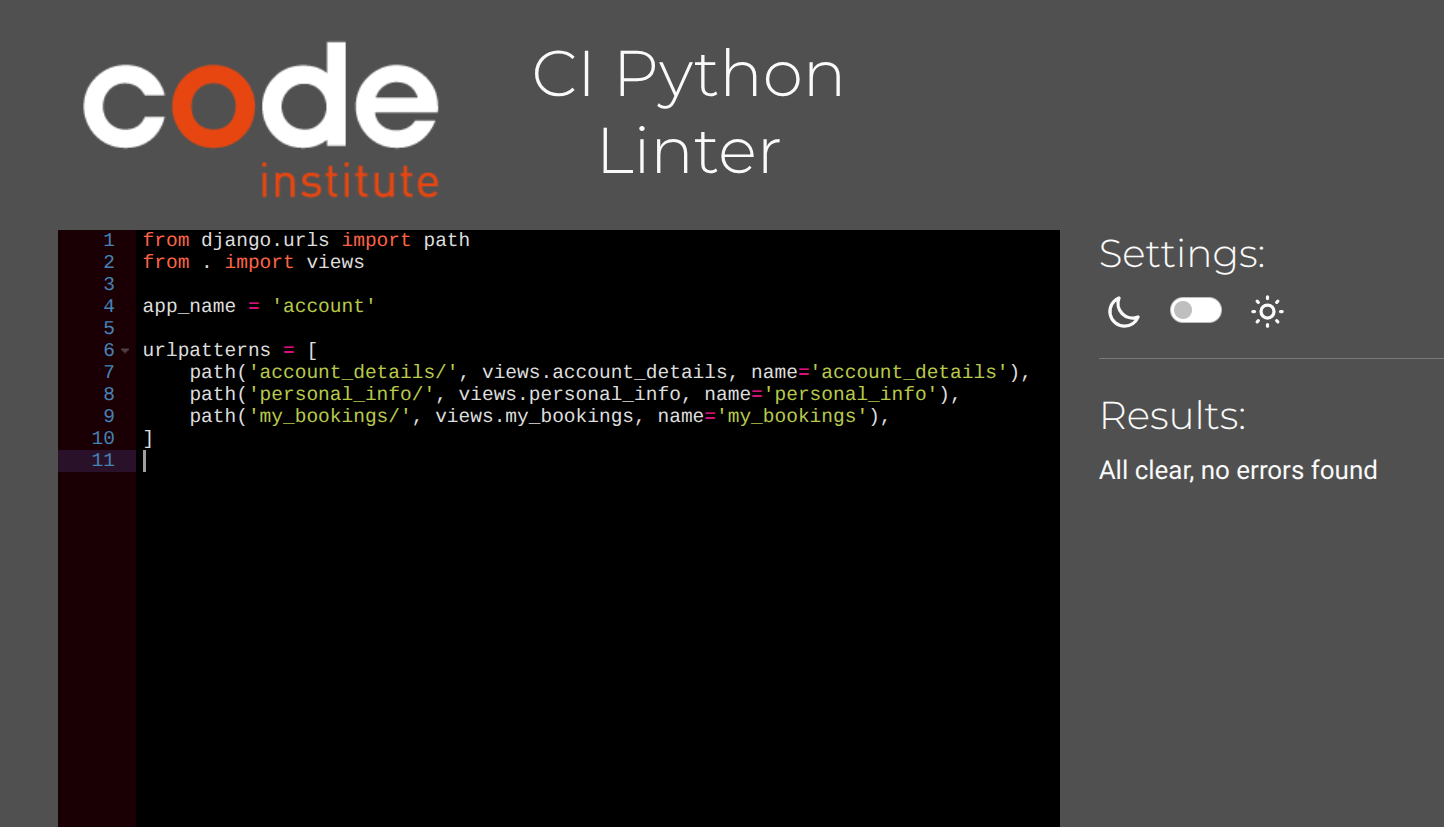 code
institute
CI Python
Linter
1 from django.urls import path
2 from . import views
3
4 app_name = 'account'
5
6 urlpatterns = [
7     path('account_details/', views.account_details, name='account_details'),
8     path('personal_info/', views.personal_info, name='personal_info'),
9     path('my_bookings/', views.my_bookings, name='my_bookings'),
10 ]
11
Settings:
Results:
All clear, no errors found